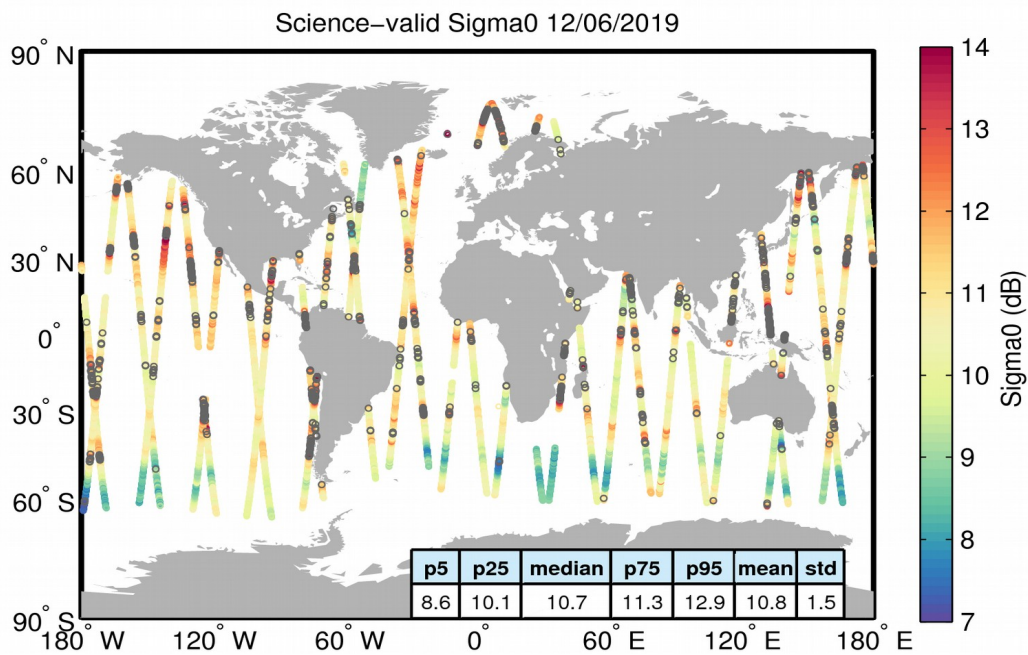 Science−valid Sigma0 12/06/2019
90° N
60° N
30° N
0°
30° S
60° S
90° S
180° W
120° W
60° W
0°
60° E
120° E
180° E
p5 p25 median p75 p95 mean std
8.6 10.1 10.7 11.3 12.9 10.8 1.5
14
13
12
11
10
9
8
7
Sigma0 (dB)